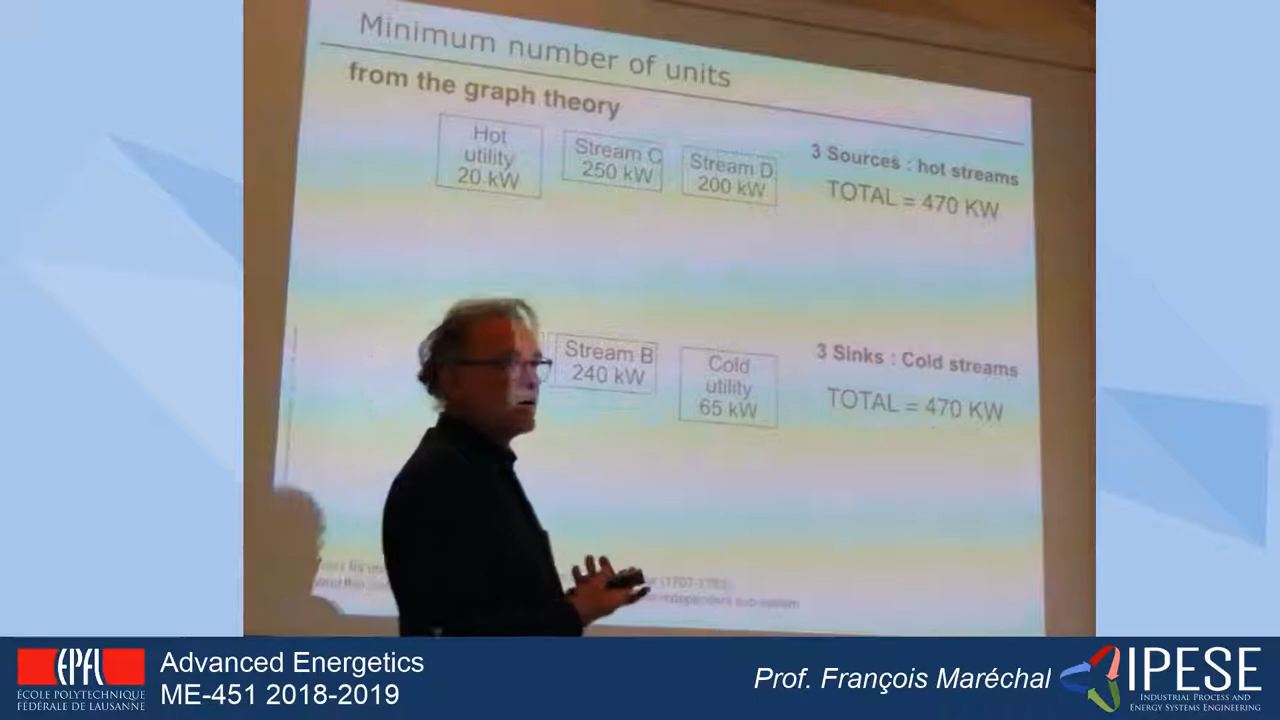 Minimum number of units
from the graph theory
Hot
utility
20 kW
Stream C
250 kW
Stream D
200 kW
3 Sources : hot streams
TOTAL = 470 KW
Stream B
240 kW
Cold
utility
65 kW
3 Sinks : Cold streams
TOTAL = 470 KW
EPFL
ÉCOLE POLYTECHNIQUE
FÉDÉRALE DE LAUSANNE
Advanced Energetics
ME-451 2018-2019
Prof. François Maréchal
IPESE
INDUSTRIAL PROCESS AND
ENERGY SYSTEMS ENGINEERING